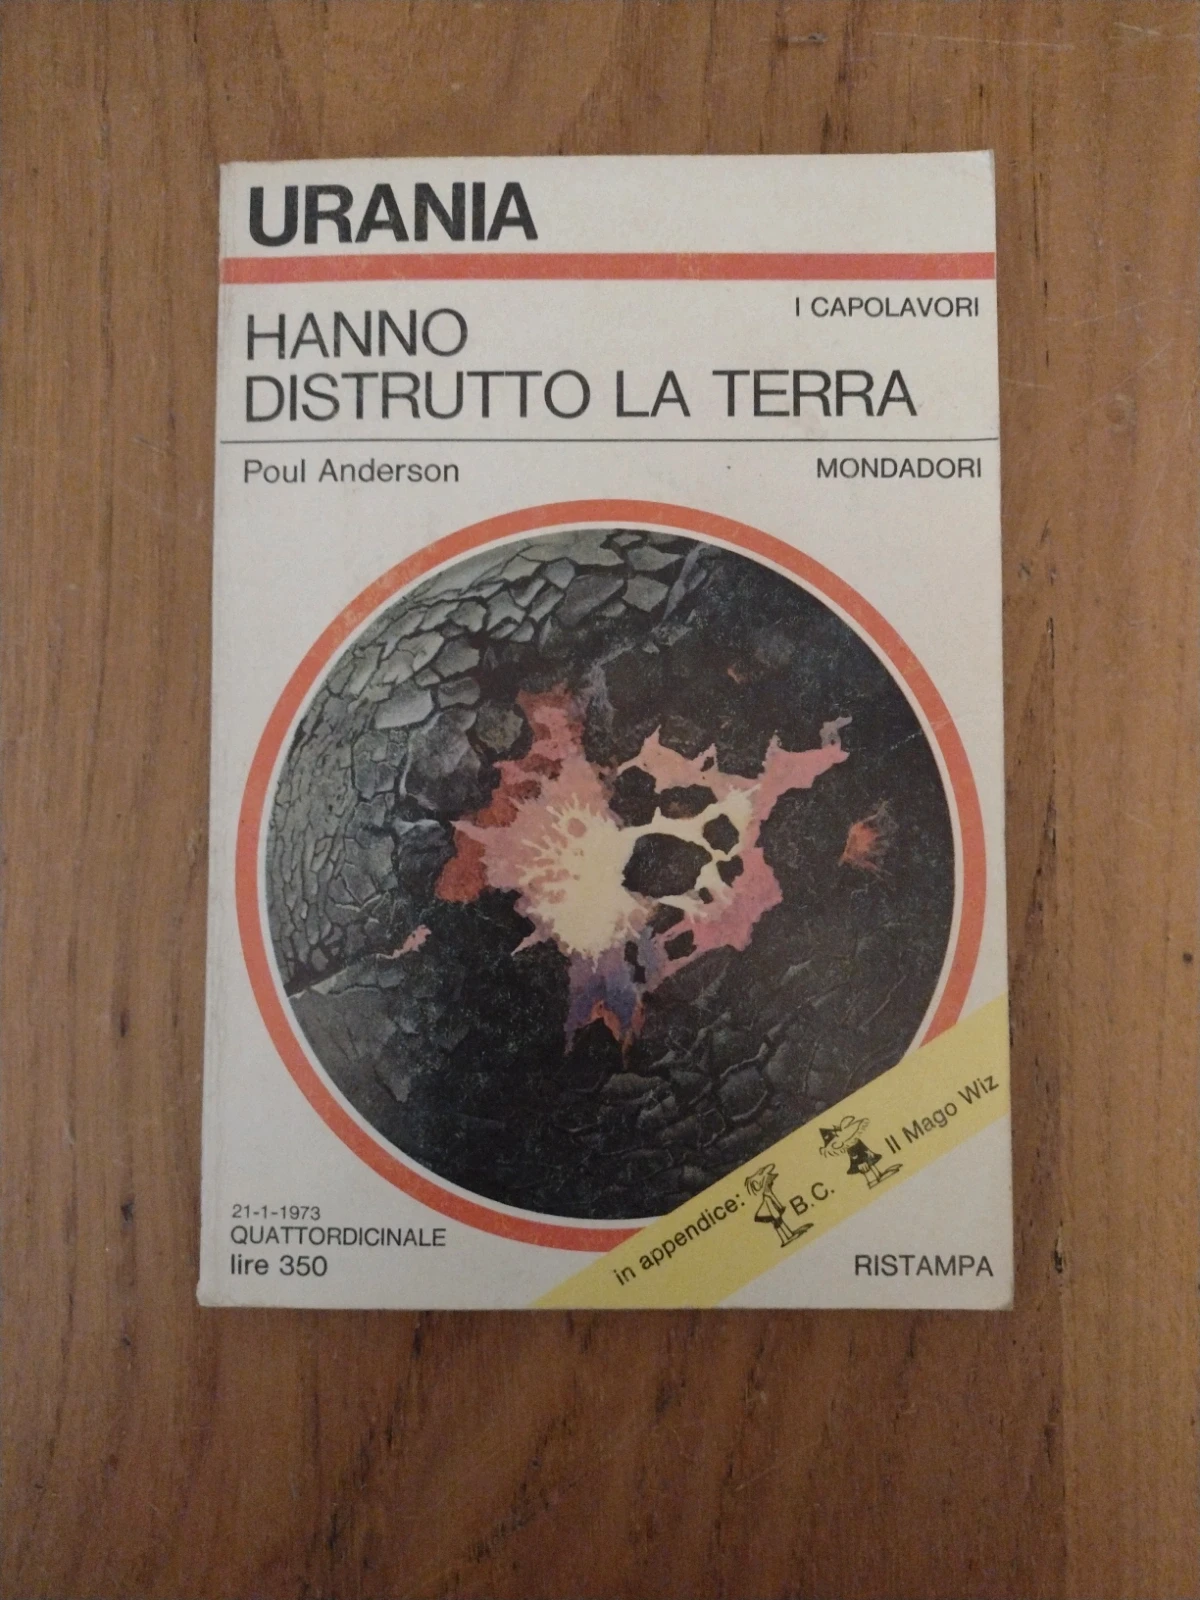 URANIA
I CAPOLAVORI
HANNO
DISTRUTTO LA TERRA
Poul Anderson
MONDADORI
in appendice: B.C. Il Mago Wiz
21-1-1973
QUATTORDICINALE
lire 350
RISTAMPA